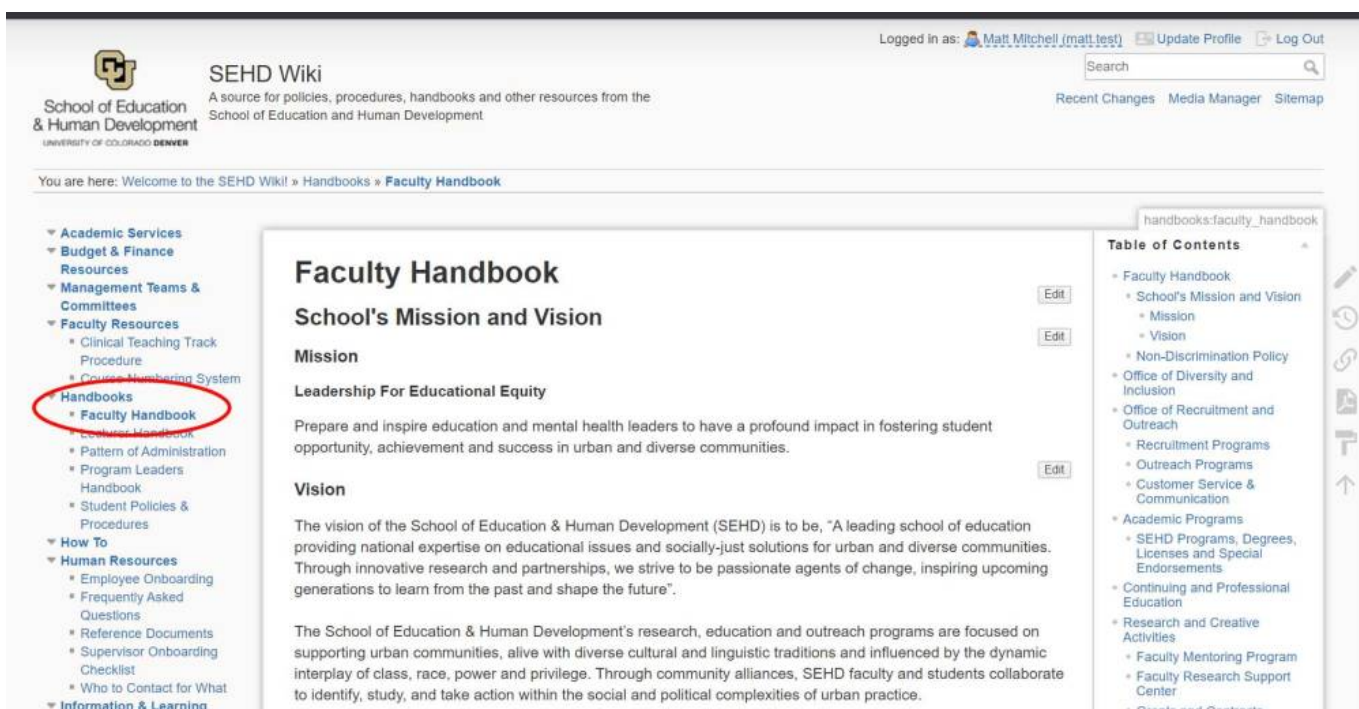 Logged in as: Matt Mitchell (matt.test) Update Profile Log Out
CU
School of Education
& Human Development
UNIVERSITY OF COLORADO DENVER
SEHD Wiki
A source for policies, procedures, handbooks and other resources from the
School of Education and Human Development
Search
Recent Changes Media Manager Sitemap
You are here: Welcome to the SEHD Wiki! » Handbooks » Faculty Handbook
Academic Services
Budget & Finance
Resources
Management Teams &
Committees
Faculty Resources
Clinical Teaching Track
Procedure
Course Numbering System
Handbooks
Faculty Handbook
Lecturer Handbook
Pattern of Administration
Program Leaders
Handbook
Student Policies &
Procedures
How To
Human Resources
Employee Onboarding
Frequently Asked
Questions
Reference Documents
Supervisor Onboarding
Checklist
Who to Contact for What
Information & Learning
Faculty Handbook
Edit
School's Mission and Vision
Edit
Mission
Leadership For Educational Equity
Prepare and inspire education and mental health leaders to have a profound impact in fostering student
opportunity, achievement and success in urban and diverse communities.
Edit
Vision
The vision of the School of Education & Human Development (SEHD) is to be, “A leading school of education
providing national expertise on educational issues and socially-just solutions for urban and diverse communities.
Through innovative research and partnerships, we strive to be passionate agents of change, inspiring upcoming
generations to learn from the past and shape the future”.
The School of Education & Human Development’s research, education and outreach programs are focused on
supporting urban communities, alive with diverse cultural and linguistic traditions and influenced by the dynamic
interplay of class, race, power and privilege. Through community alliances, SEHD faculty and students collaborate
to identify, study, and take action within the social and political complexities of urban practice.
handbooks:faculty_handbook
Table of Contents
Faculty Handbook
School's Mission and Vision
Mission
Vision
Non-Discrimination Policy
Office of Diversity and
Inclusion
Office of Recruitment and
Outreach
Recruitment Programs
Outreach Programs
Customer Service &
Communication
Academic Programs
SEHD Programs, Degrees,
Licenses and Special
Endorsements
Continuing and Professional
Education
Research and Creative
Activities
Faculty Mentoring Program
Faculty Research Support
Center
Grants and Contracts